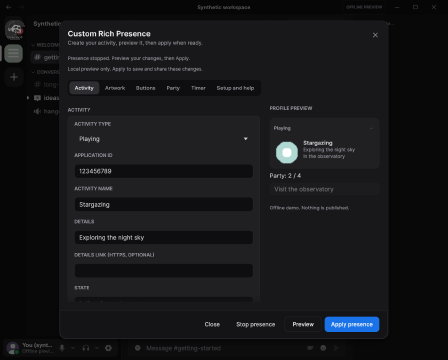 Synthetic workspace
OFFLINE PREVIEW
Custom Rich Presence
Create your activity, preview it, then apply when ready.
Presence stopped. Preview your changes, then Apply.
Local preview only. Apply to save and share these changes.
Activity
Artwork
Buttons
Party
Timer
Setup and help
ACTIVITY
ACTIVITY TYPE
Playing
APPLICATION ID
123456789
ACTIVITY NAME
Stargazing
DETAILS
Exploring the night sky
DETAILS LINK (HTTPS, OPTIONAL)
STATE
PROFILE PREVIEW
Playing
Stargazing
Exploring the night sky
in the observatory
Party: 2 / 4
Visit the observatory
Offline demo. Nothing is published.
Close
Stop presence
Preview
Apply presence
You (synt...
Message #getting-started